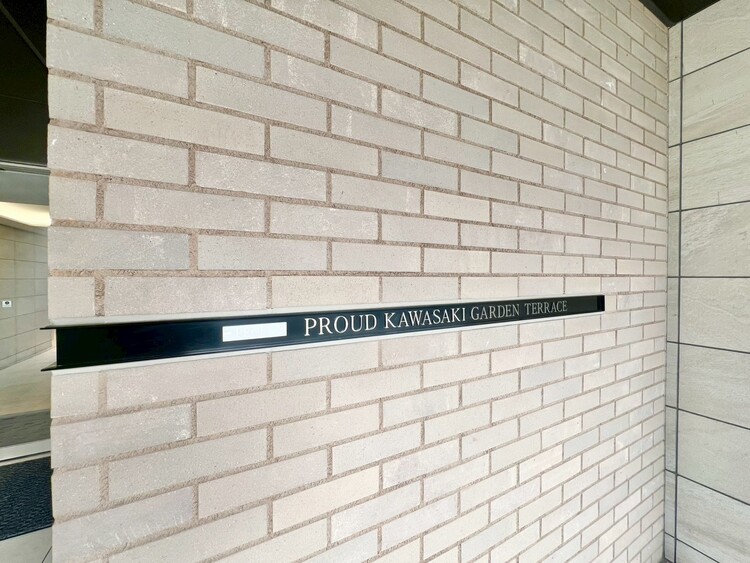 PROUD KAWASAKI GARDEN TERRACE